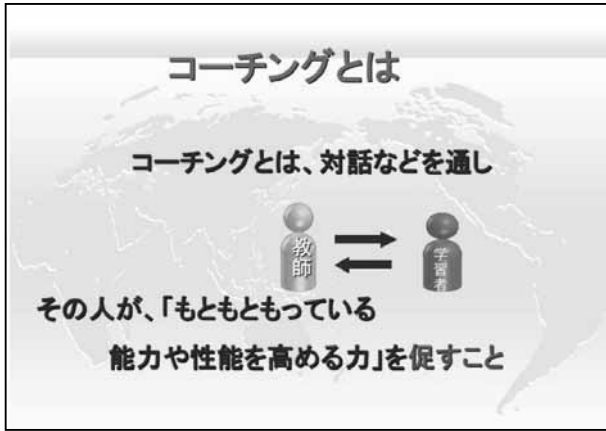 コーチングとは
コーチングとは、対話などを通し
教師
学習者
その人が、「もともともっている
能力や性能を高める力」を促すこと